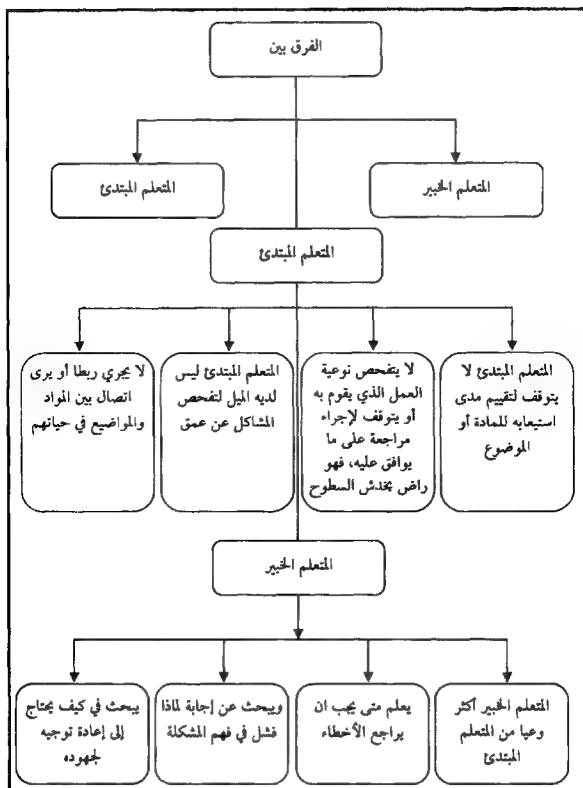 الفرق بين
المتعلم الخبير
المتعلم المبتدئ
المتعلم المبتدئ
المتعلم المبتدئ لا
يتوقف لتقييم مدى
استيعابه للمادة أو
الموضوع
لا يتفحص نوعية
العمل الذي يقوم به
أو يتوقف لإجراء
مراجعة على ما
يوافق عليه، فهو
راض بخدش السطوح
المتعلم المبتدئ ليس
لديه الميل لتفحص
المشاكل عن عمق
لا يجري ربطا أو يرى
اتصال بين المواد
والمواضيع في حياتهم
المتعلم الخبير
المتعلم الخبير أكثر
وعيا من المتعلم
المبتدئ
يعلم متى يجب ان
يراجع الأخطاء
ويبحث عن إجابة لماذا
فشل في فهم المشكلة
يبحث في كيف يحتاج
إلى إعادة توجيه
لجهوده